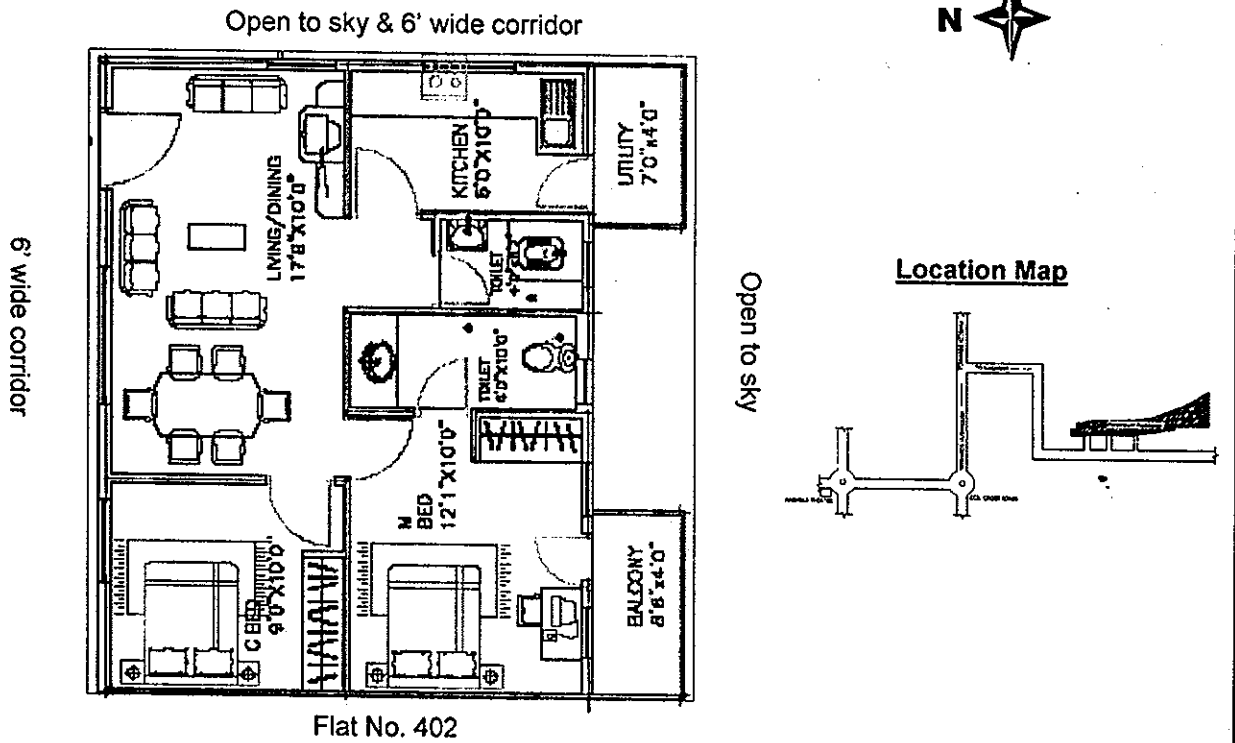 Open to sky & 6' wide corridor
N
LIVING/DINING
17'8"X10'0"
KITCHEN
6'0"X10'0"
UTILITY
7'0"x4'0"
TOILET
TOILET
4'0"X10'0"
M
BED
12'1"X10'0"
C BED
9'0"X10'0
BALCONY
8'8"x4'0"
6' wide corridor
Open to sky
Flat No. 402
Location Map